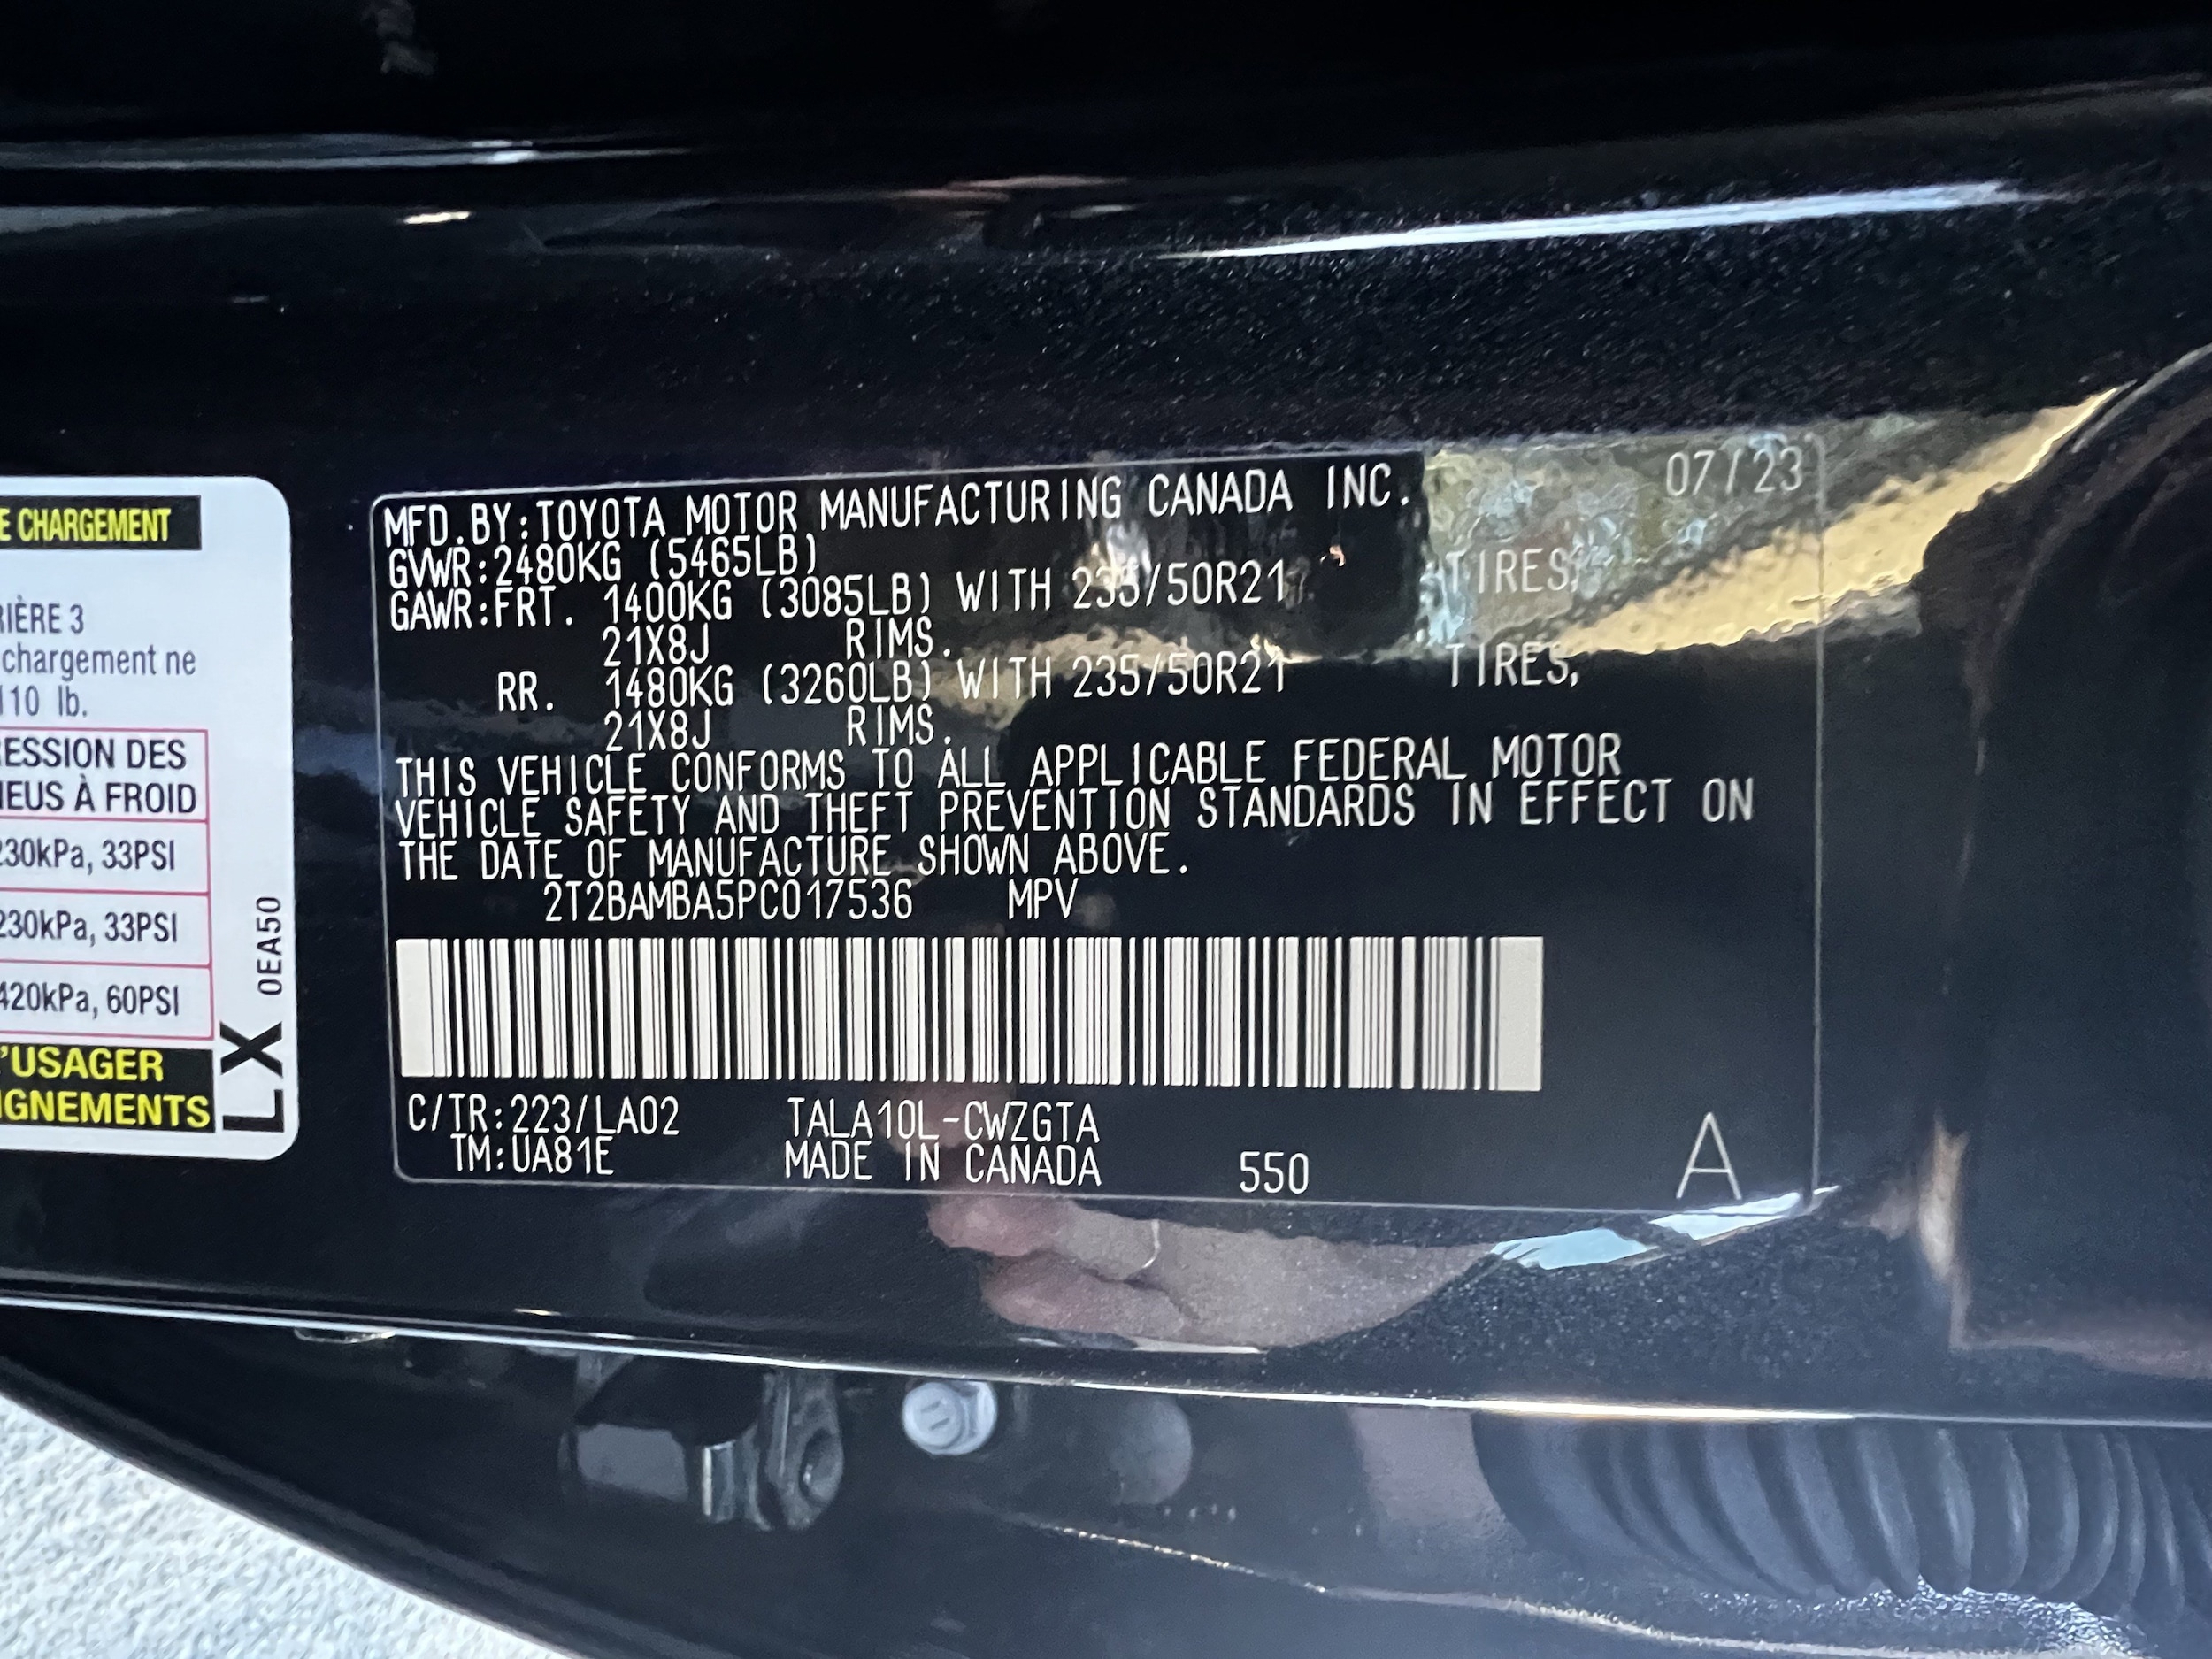 E CHARGEMENT
RIÈRE 3
chargement ne
110 lb.
ESSION DES
EUS À FROID
230kPa, 33PSI
230kPa, 33PSI
420kPa, 60PSI
'USAGER
IGNEMENTS
LX 0EA50
MFD.BY:TOYOTA MOTOR MANUFACTURING CANADA INC. 07/23
GVWR:2480KG (5465LB)
GAWR:FRT. 1400KG (3085LB) WITH 235/50R21 TIRES,
21X8J RIMS.
RR. 1480KG (3260LB) WITH 235/50R21 TIRES,
21X8J RIMS.
THIS VEHICLE CONFORMS TO ALL APPLICABLE FEDERAL MOTOR
VEHICLE SAFETY AND THEFT PREVENTION STANDARDS IN EFFECT ON
THE DATE OF MANUFACTURE SHOWN ABOVE.
2T2BAMBA5PC017536 MPV
C/TR:223/LA02 TALA10L-CWZGTA
TM:UA81E MADE IN CANADA 550 A